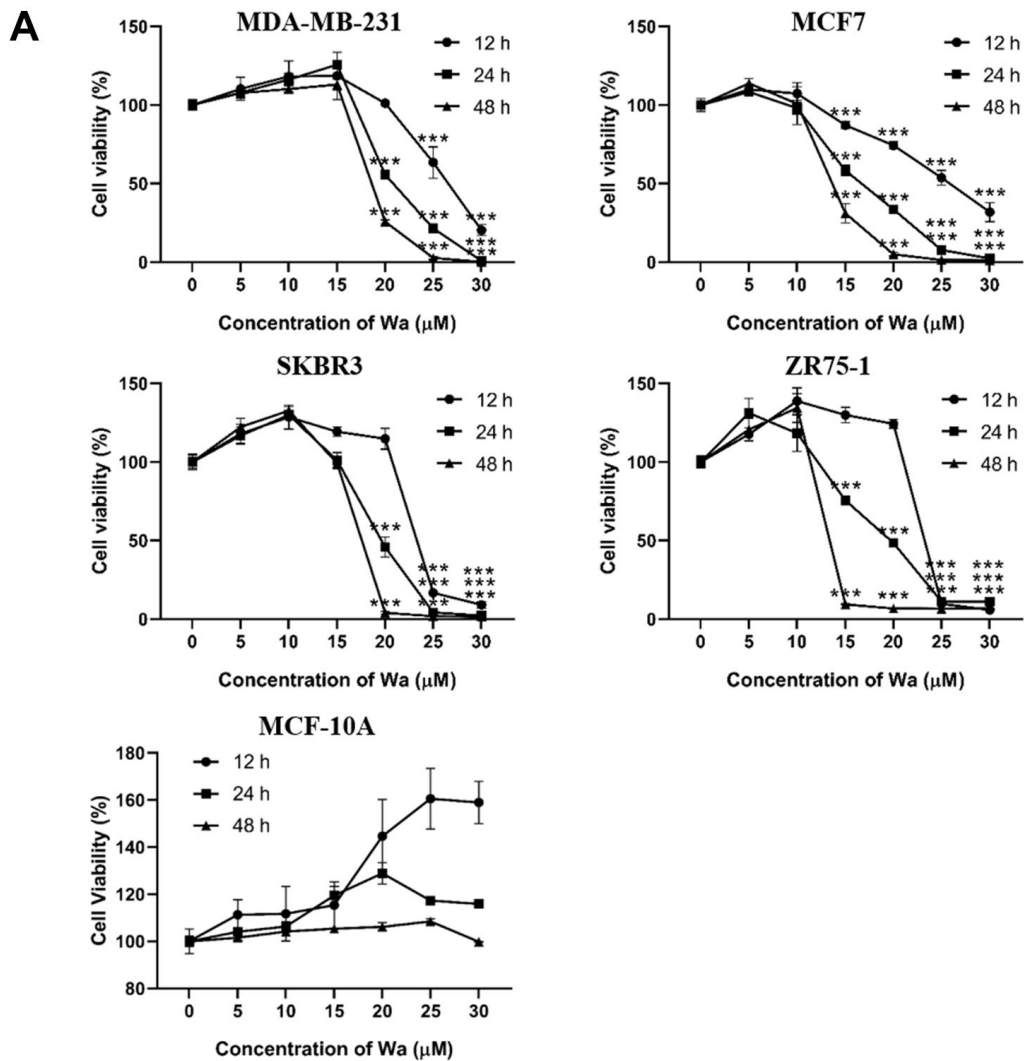 A
MDA-MB-231
150
100
50
0
Cell viability (%)
12 h
24 h
48 h
***
***
***
***
***
***
***
***
0 5 10 15 20 25 30
Concentration of Wa (μM)
MCF7
150
100
50
0
Cell viability (%)
12 h
24 h
48 h
***
***
***
***
***
***
***
***
***
***
***
***
0 5 10 15 20 25 30
Concentration of Wa (μM)
SKBR3
150
100
50
0
Cell viability (%)
12 h
24 h
48 h
***
***
***
***
***
***
***
***
0 5 10 15 20 25 30
Concentration of Wa (μM)
ZR75-1
150
100
50
0
Cell viability (%)
12 h
24 h
48 h
***
***
***
***
***
***
***
***
***
***
0 5 10 15 20 25 30
Concentration of Wa (μM)
MCF-10A
180
160
140
120
100
80
Cell Viability (%)
12 h
24 h
48 h
0 5 10 15 20 25 30
Concentration of Wa (μM)